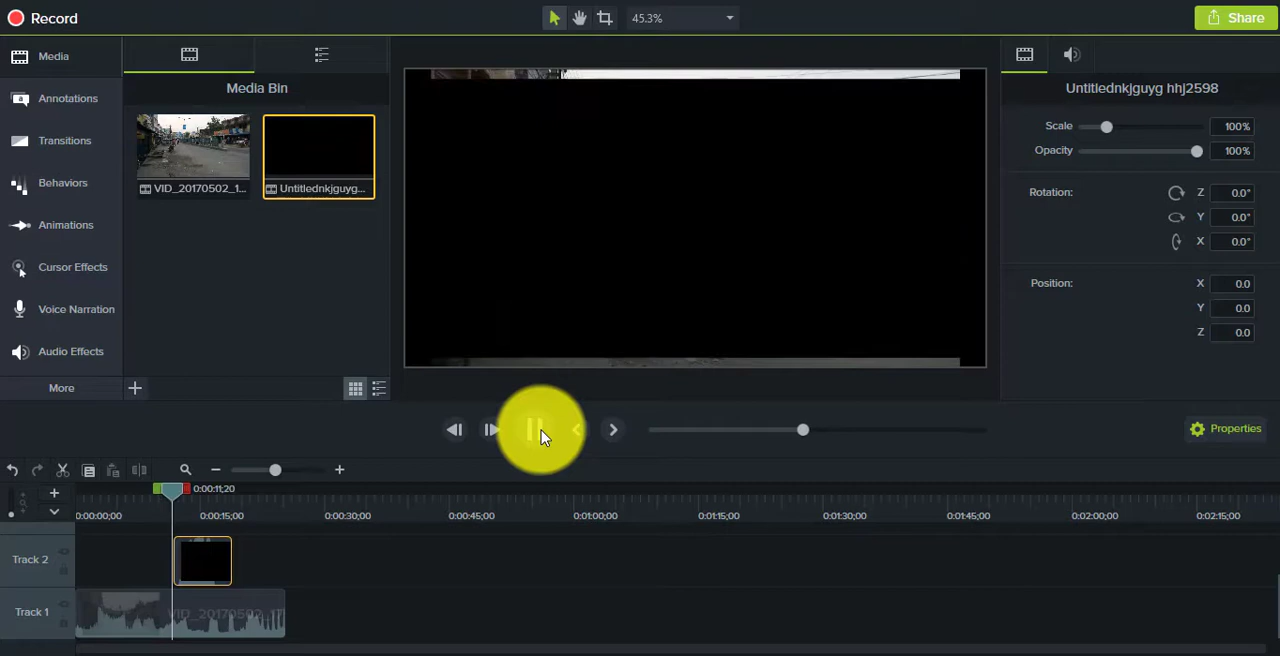 Record
45.3%
Share
Media
Annotations
Transitions
Behaviors
Animations
Cursor Effects
Voice Narration
Audio Effects
More
Media Bin
VID_20170502_1...
Untitlednkjguyg...
Untitlednkjguyg hhj2598
Scale 100%
Opacity 100%
Rotation: Z 0.0°
Y 0.0°
X 0.0°
Position: X 0.0
Y 0.0
Z 0.0
Properties
0:00:11;20
0:00:00;00 0:00:15;00 0:00:30;00 0:00:45;00 0:01:00;00 0:01:15;00 0:01:30;00 0:01:45;00 0:02:00;00 0:02:15;00
Track 2
Track 1 VID_20170502_17